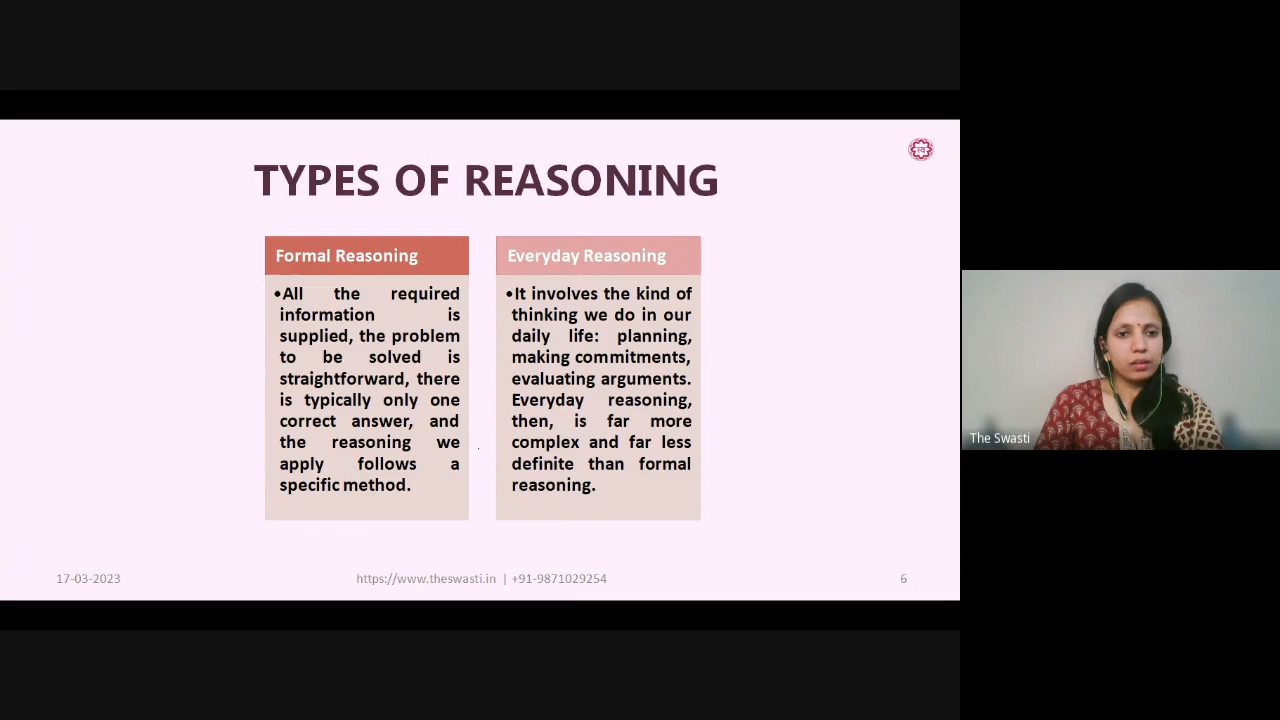 TYPES OF REASONING
Formal Reasoning
•All the required
information is
supplied, the problem
to be solved is
straightforward, there
is typically only one
correct answer, and
the reasoning we
apply follows a
specific method.
Everyday Reasoning
•It involves the kind of
thinking we do in our
daily life: planning,
making commitments,
evaluating arguments.
Everyday reasoning,
then, is far more
complex and far less
definite than formal
reasoning.
The Swasti
17-03-2023
https://www.theswasti.in | +91-9871029254
6